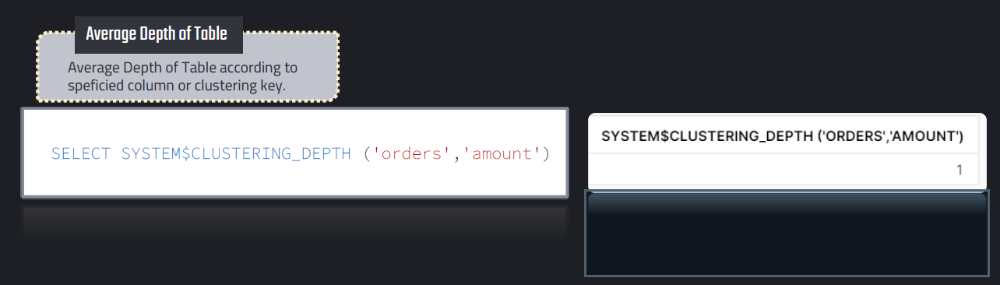 Average Depth of Table
Average Depth of Table according to
speficied column or clustering key.
SELECT SYSTEM$CLUSTERING_DEPTH ('orders','amount')
SYSTEM$CLUSTERING_DEPTH ('ORDERS','AMOUNT')
1